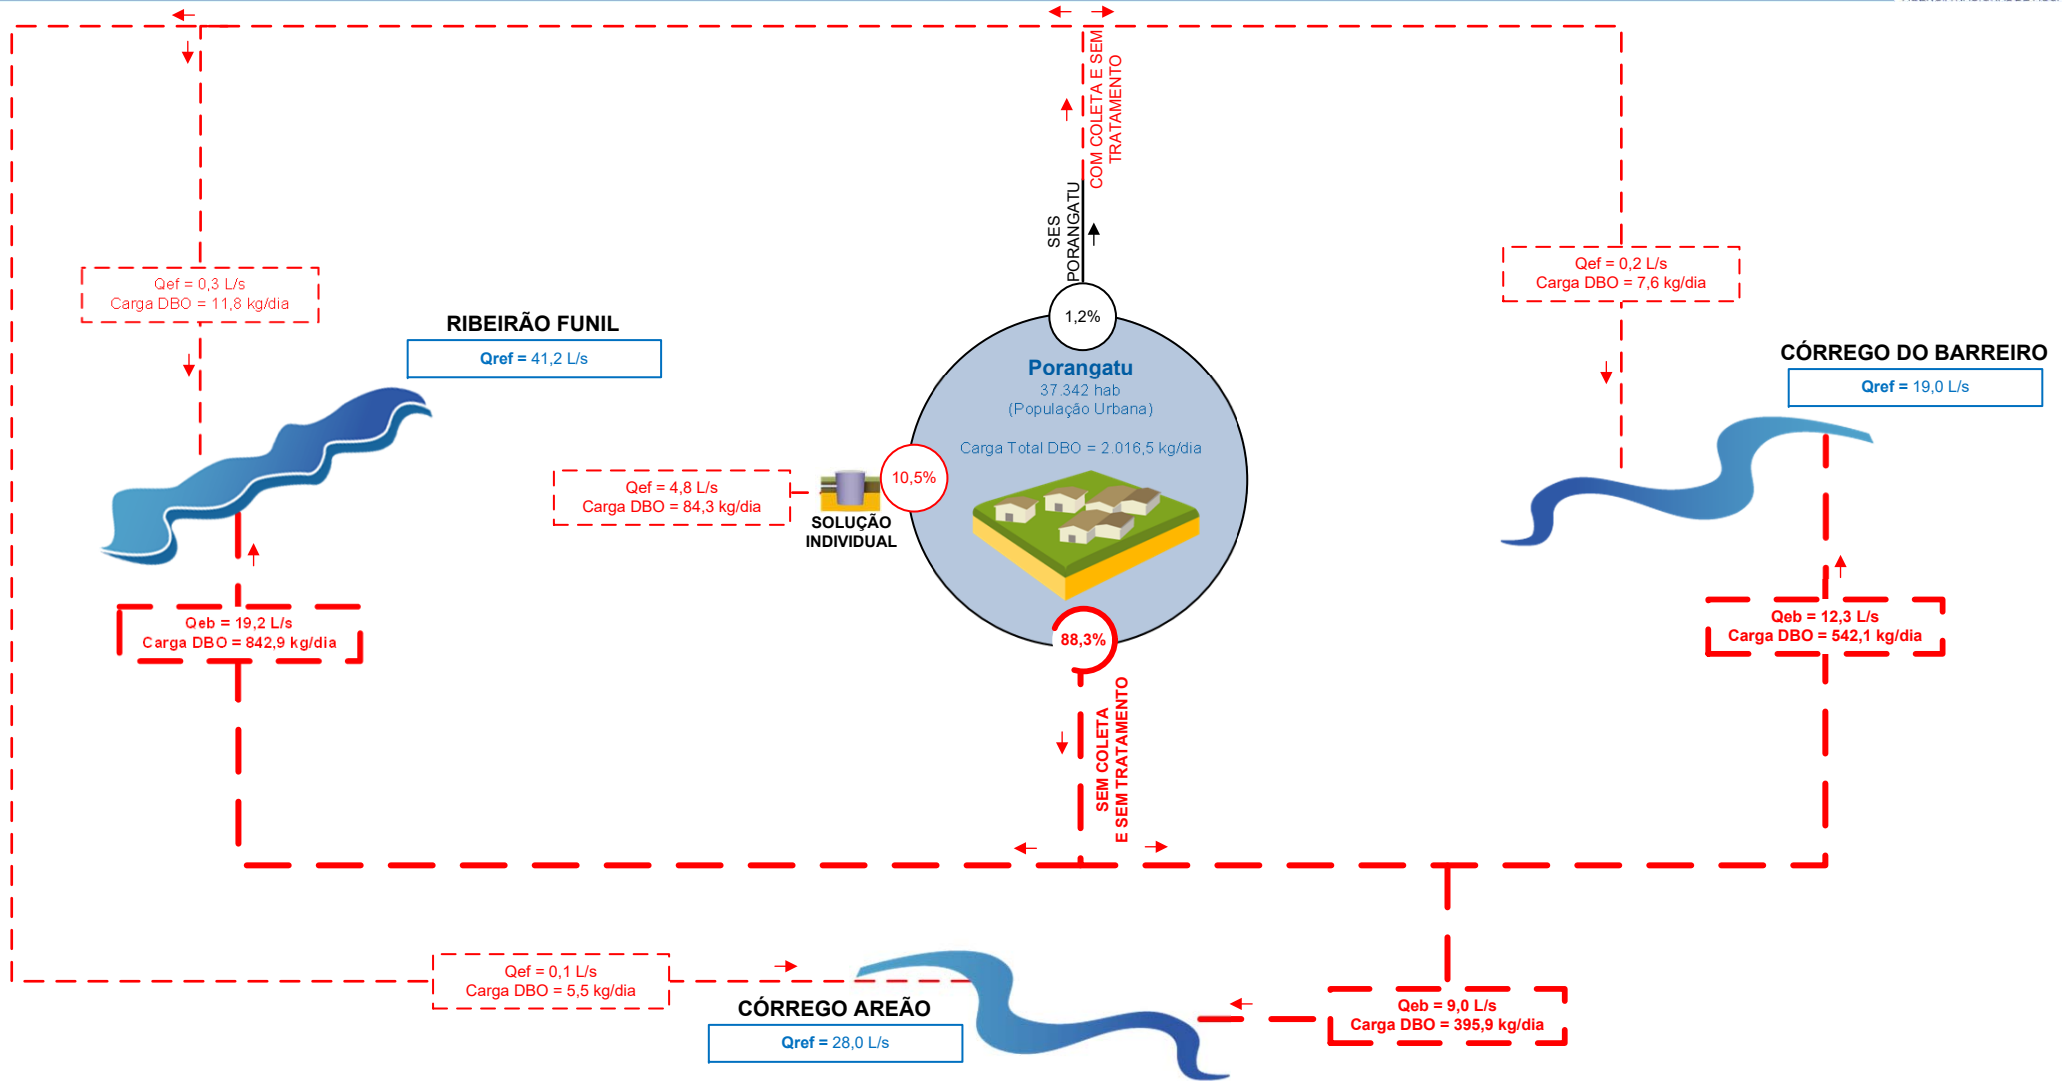 COM COLETA E SEM
TRATAMENTO
SES
PORANGATU
Qef = 0,3 L/s
Carga DBO = 11,8 kg/dia
Qef = 0,2 L/s
Carga DBO = 7,6 kg/dia
RIBEIRÃO FUNIL
Qref = 41,2 L/s
1,2%
CÓRREGO DO BARREIRO
Qref = 19,0 L/s
Porangatu
37.342 hab
(População Urbana)
Carga Total DBO = 2.016,5 kg/dia
10,5%
Qef = 4,8 L/s
Carga DBO = 84,3 kg/dia
SOLUÇÃO
INDIVIDUAL
88,3%
Qeb = 19,2 L/s
Carga DBO = 842,9 kg/dia
Qeb = 12,3 L/s
Carga DBO = 542,1 kg/dia
SEM COLETA
E SEM TRATAMENTO
Qef = 0,1 L/s
Carga DBO = 5,5 kg/dia
CÓRREGO AREÃO
Qref = 28,0 L/s
Qeb = 9,0 L/s
Carga DBO = 395,9 kg/dia